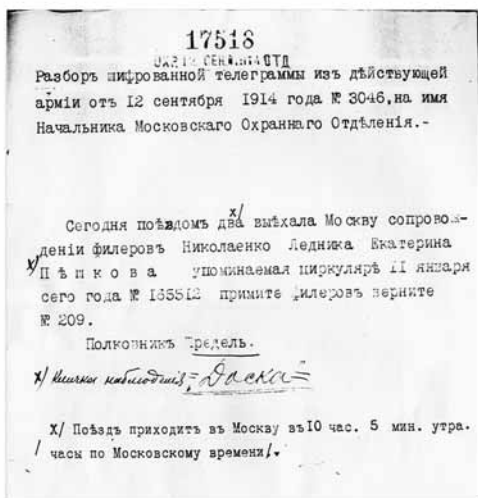 17518
Разборъ шифрованной телеграммы изъ дѣйствующей
арміи отъ 12 сентября 1914 года № 3046, на имя
Начальника Московскаго Охраннаго Отдѣленія.-
Сегодня поѣздомъ два x/ выѣхала Москву сопровож-
деніи филеровъ Николаенко Ледника Екатерина
x/ Пѣшкова упоминаемая циркулярѣ 11 января
сего года № 165512 примите филеровъ верните
№ 209.
Полковникъ Предель.
x/ Кличка наблюденія = "Доска" =
X/ Поѣздъ приходитъ въ Москву въ 10 час. 5 мин. утра.
/ часы по Московскому времени/.